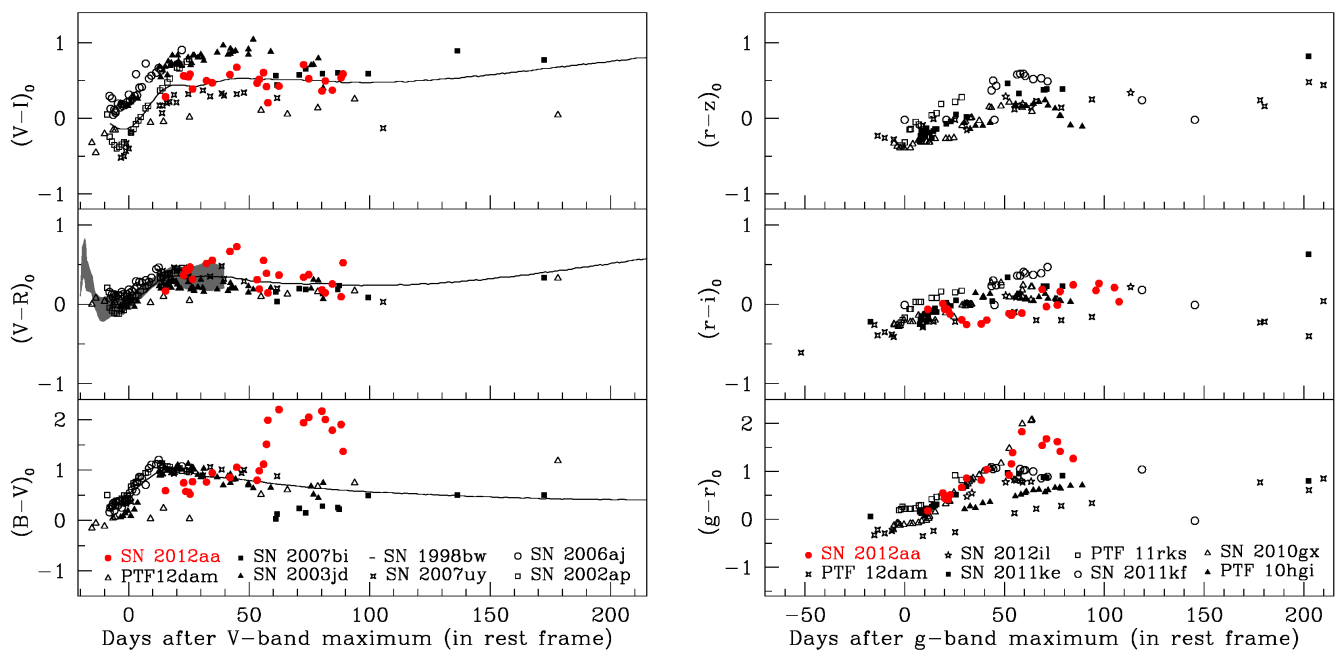 (V−I)₀
1
0
−1
(V−R)₀
1
0
−1
(B−V)₀
2
1
0
−1
SN 2012aa
SN 2007bi
SN 1998bw
SN 2006aj
PTF12dam
SN 2003jd
SN 2007uy
SN 2002ap
0 50 100 150 200
Days after V−band maximum (in rest frame)
(r−z)₀
1
0
−1
(r−i)₀
1
0
−1
(g−r)₀
2
1
0
−1
SN 2012aa
SN 2012il
PTF 11rks
SN 2010gx
PTF 12dam
SN 2011ke
SN 2011kf
PTF 10hgi
−50 0 50 100 150 200
Days after g−band maximum (in rest frame)